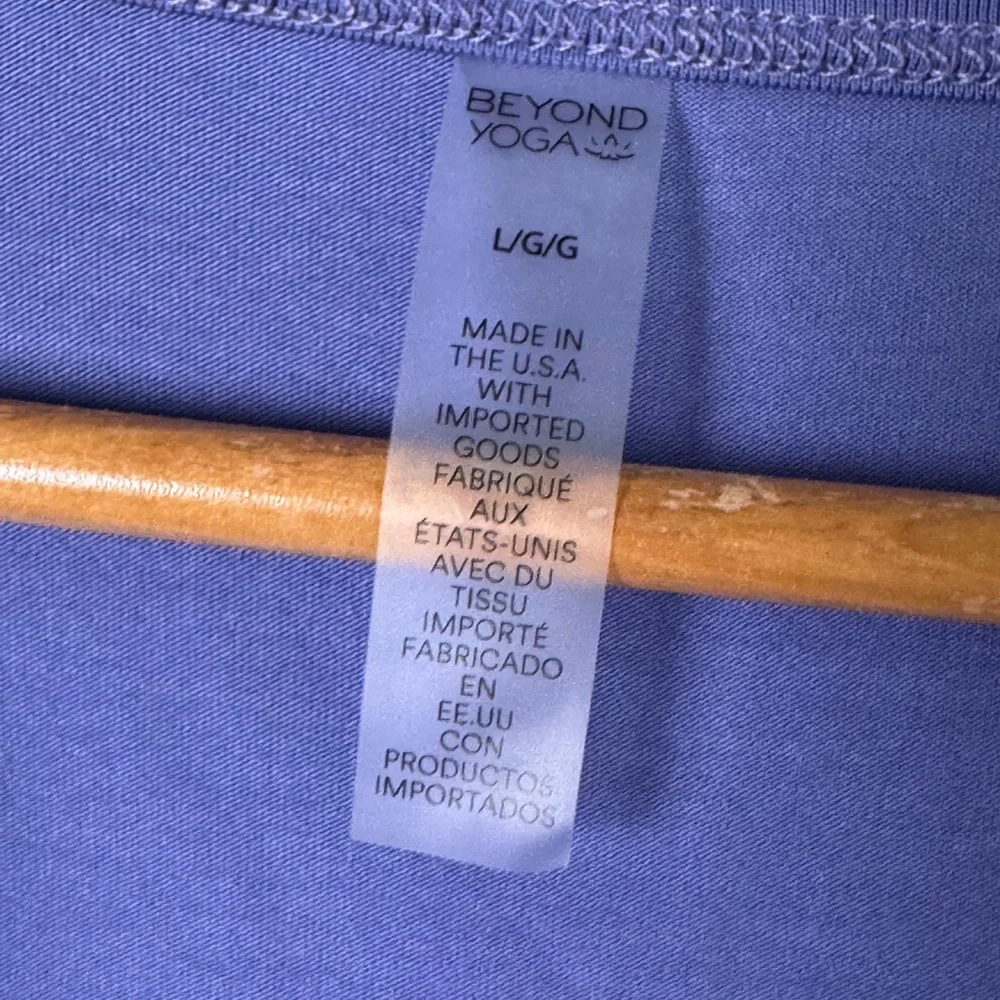 BEYOND
YOGA
L/G/G
MADE IN
THE U.S.A.
WITH
IMPORTED
GOODS
FABRIQUÉ
AUX
ÉTATS-UNIS
AVEC DU
TISSU
IMPORTÉ
FABRICADO
EN
EE.UU
CON
PRODUCTOS
IMPORTADOS